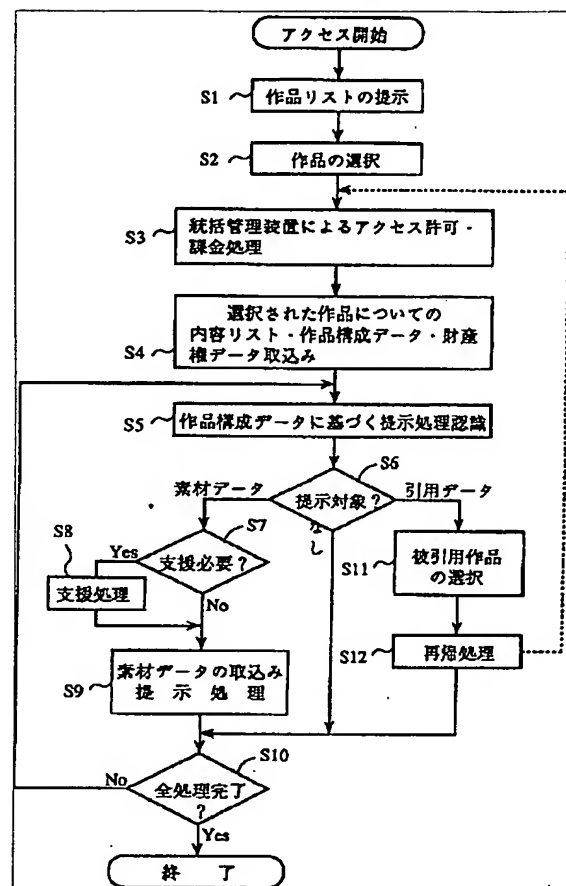 アクセス開始
S1
作品リストの提示
S2
作品の選択
S3
統括管理装置によるアクセス許可・
課金処理
S4
選択された作品についての
内容リスト・作品構成データ・財産
権データ取込み
S5
作品構成データに基づく提示処理認識
S6
素材データ
提示対象?
引用データ
なし
S7
支援必要?
Yes
No
S8
支援処理
S11
被引用作品
の選択
S12
再帰処理
S9
素材データの取込み
提示処理
S10
No
全処理完了
?
Yes
終了